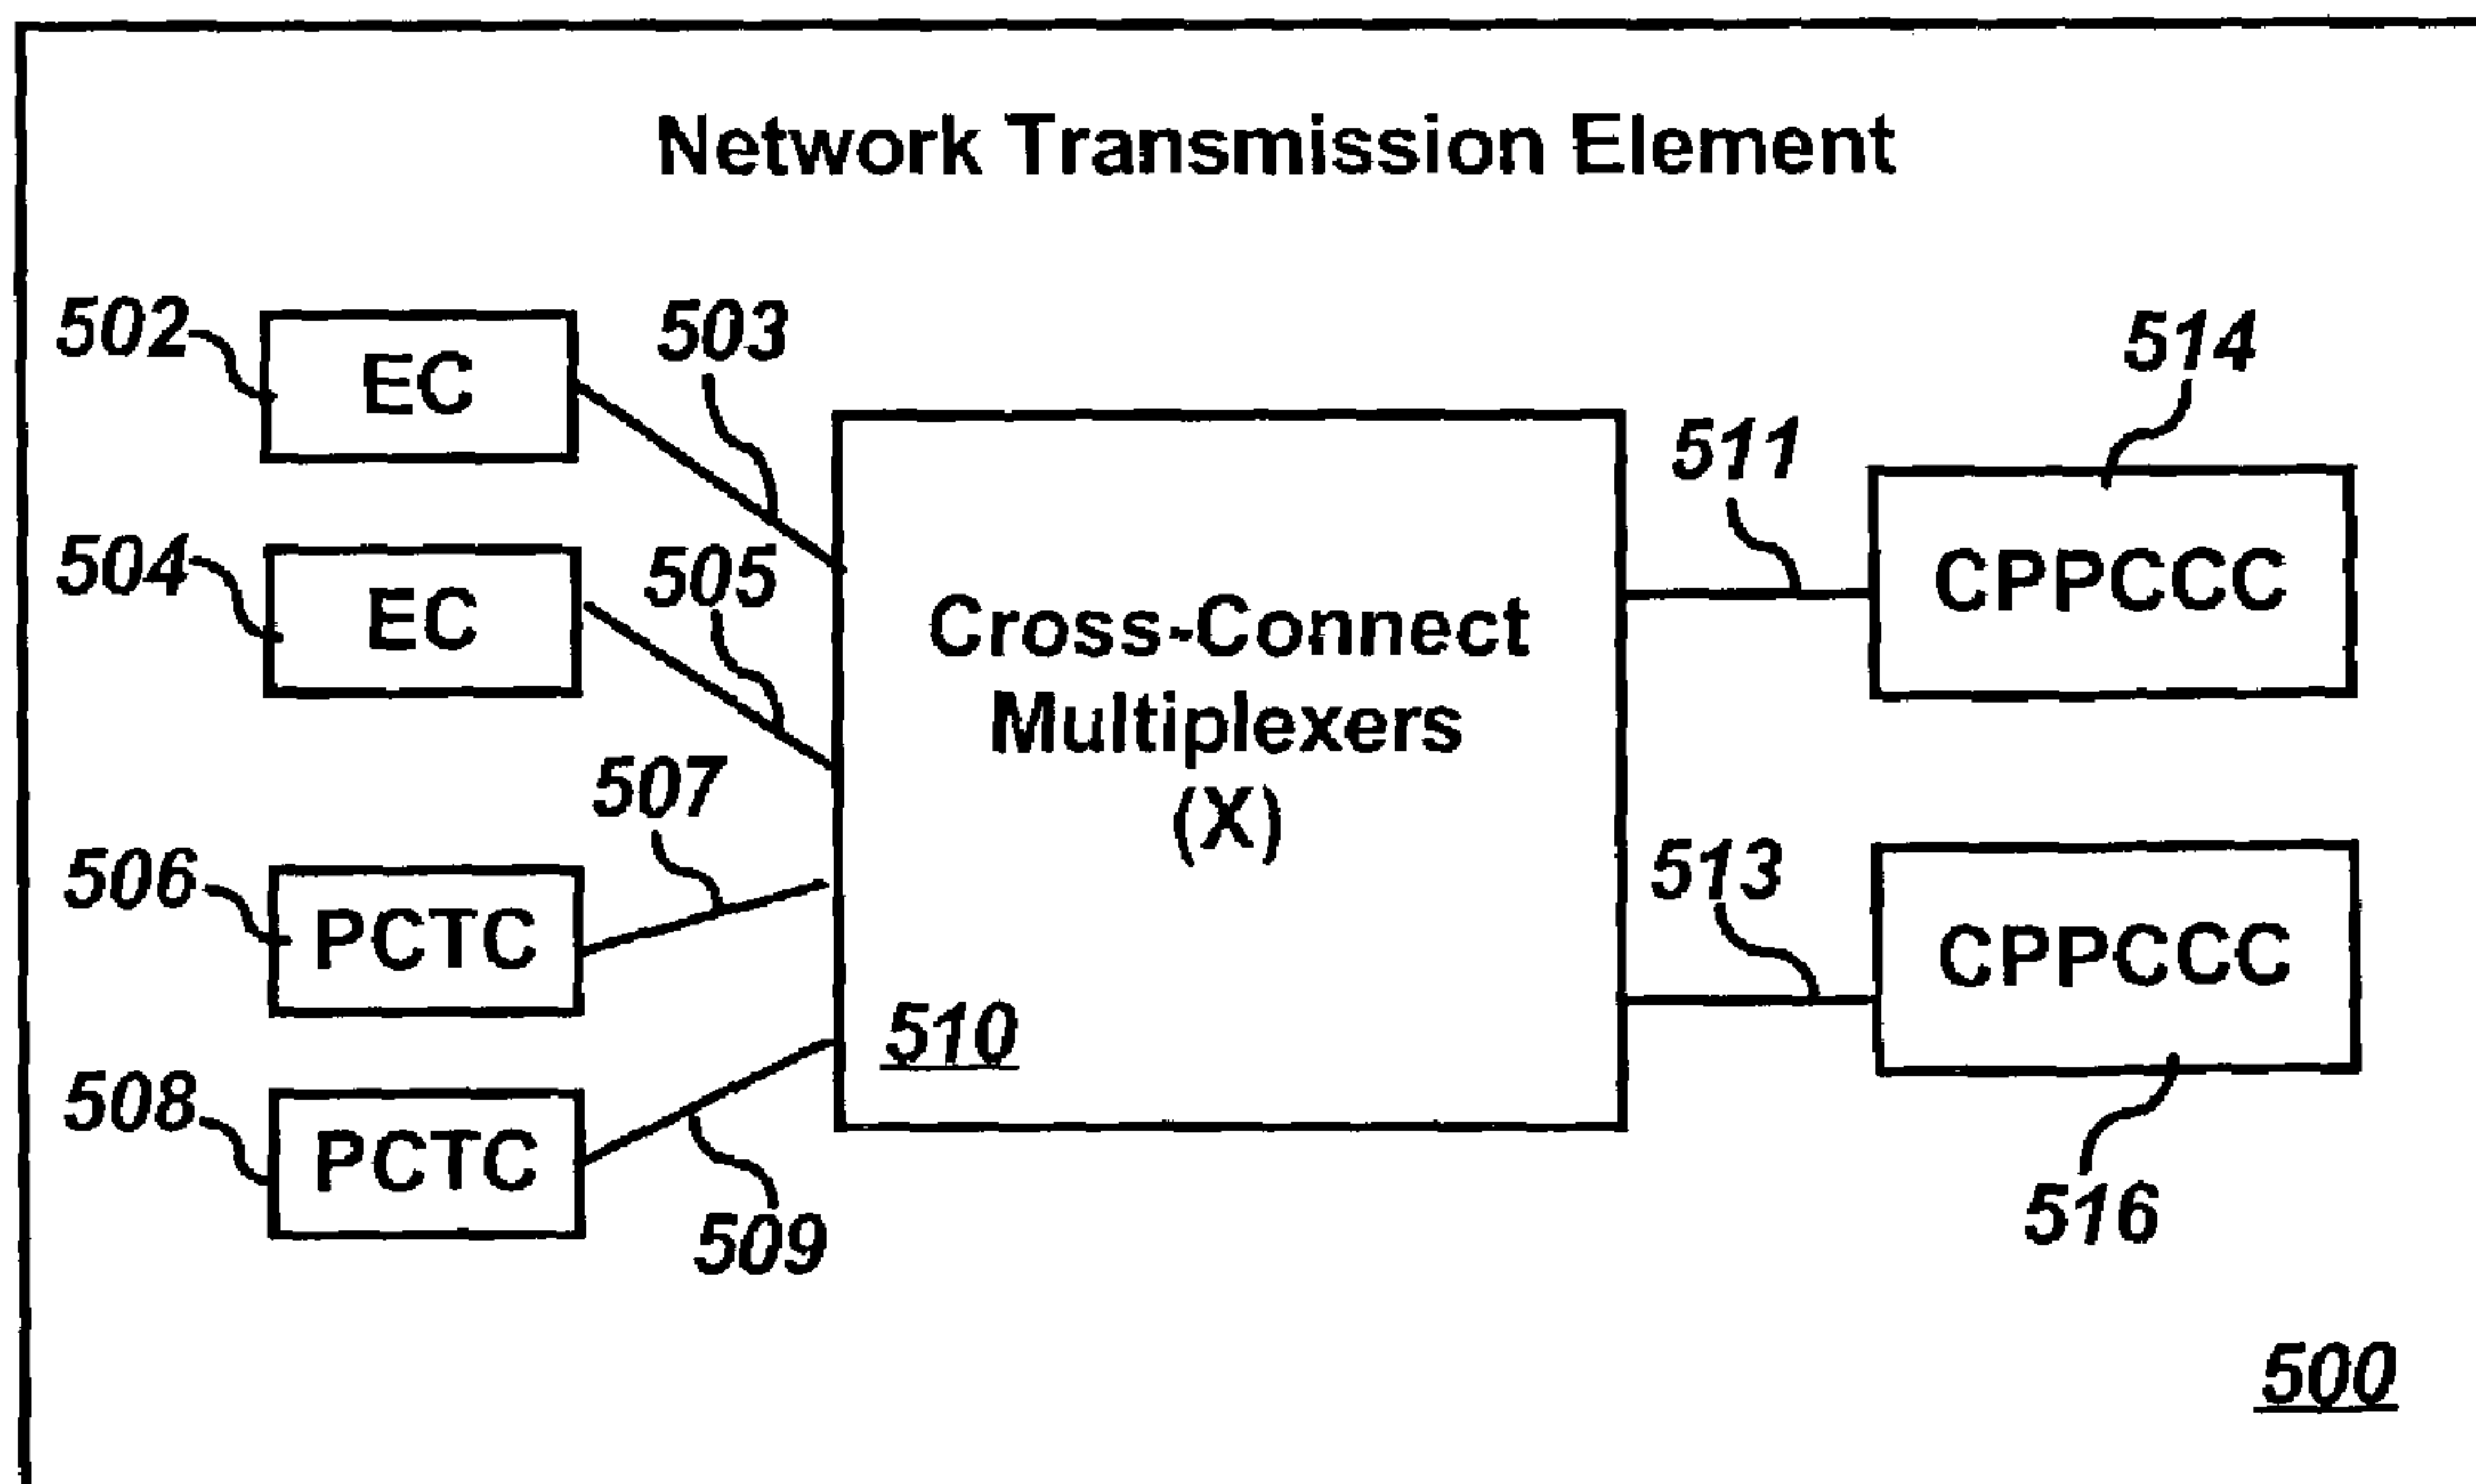 Network Transmission Element
502
EC
503
504
EC
505
507
506
PCTC
508
PCTC
509
Cross-Connect
Multiplexers
(X)
510
511
514
CPPCCC
513
CPPCCC
516
500